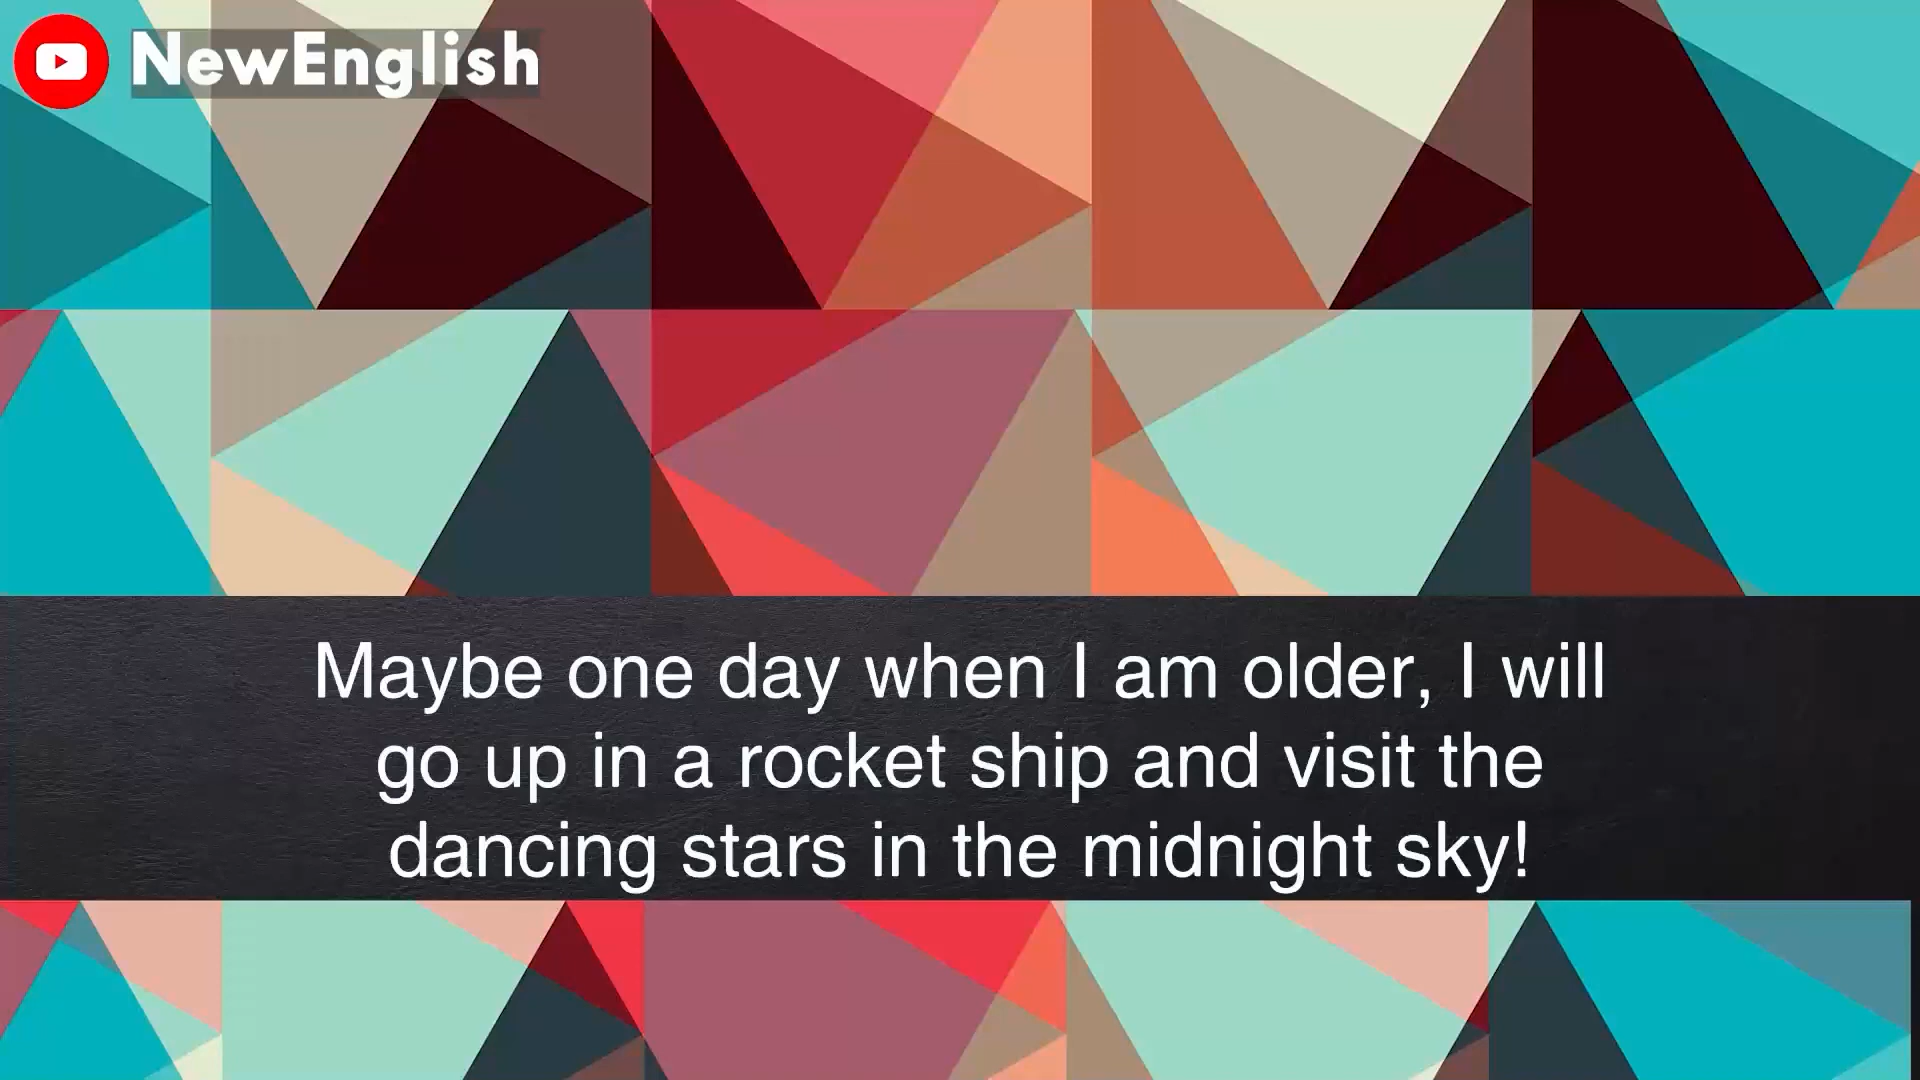 NewEnglish
Maybe one day when I am older, I will
go up in a rocket ship and visit the
dancing stars in the midnight sky!